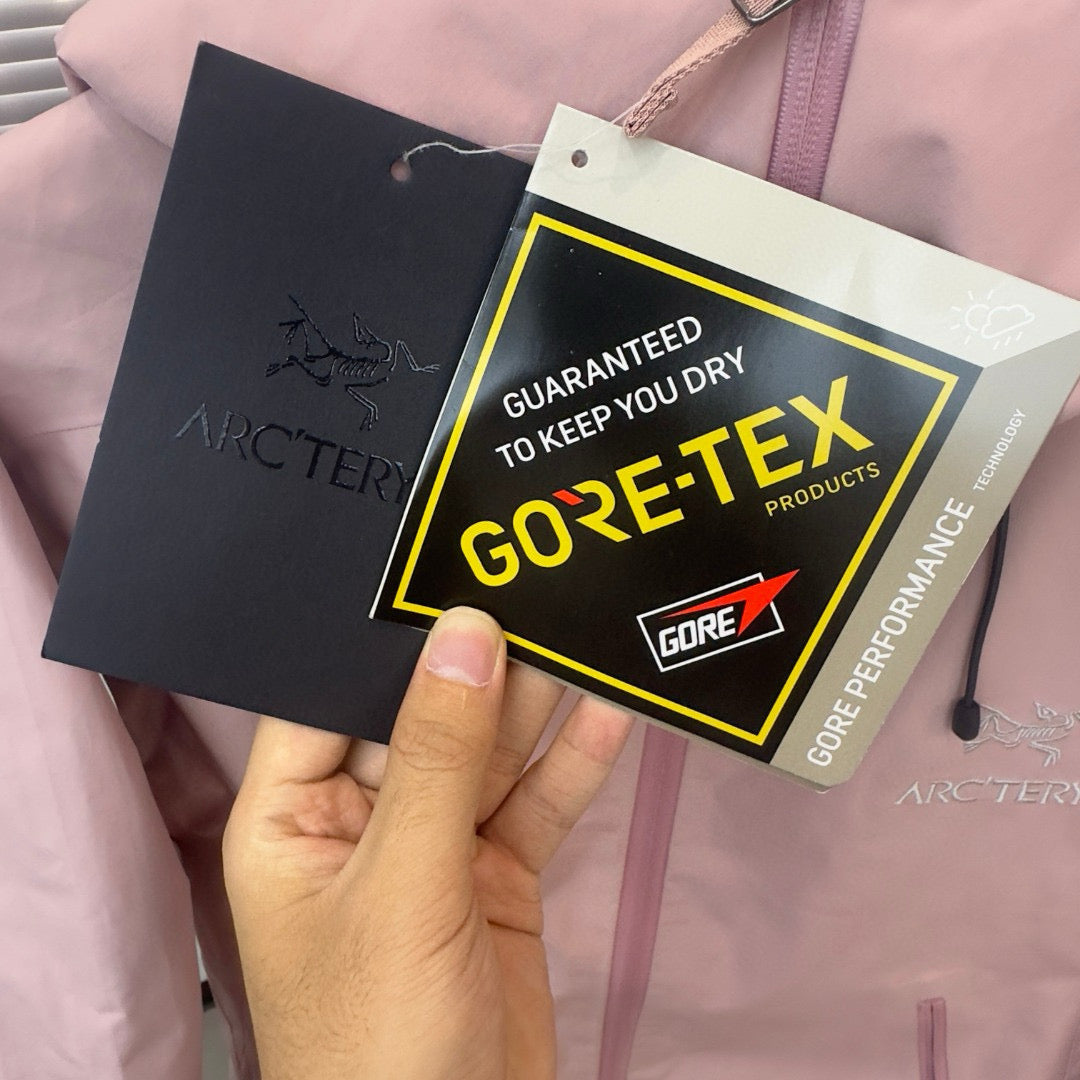 ARC'TERY
GUARANTEED
TO KEEP YOU DRY
GORE-TEX
PRODUCTS
GORE
GORE PERFORMANCE
TECHNOLOGY
ARC'TERY